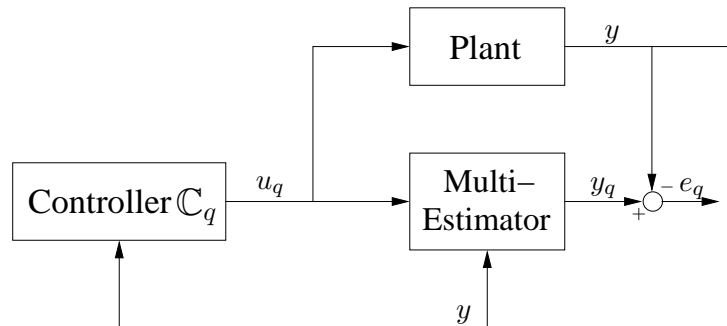 Plant
y
Controller ℂ_q
u_q
Multi–
Estimator
y_q
–
+
e_q
y